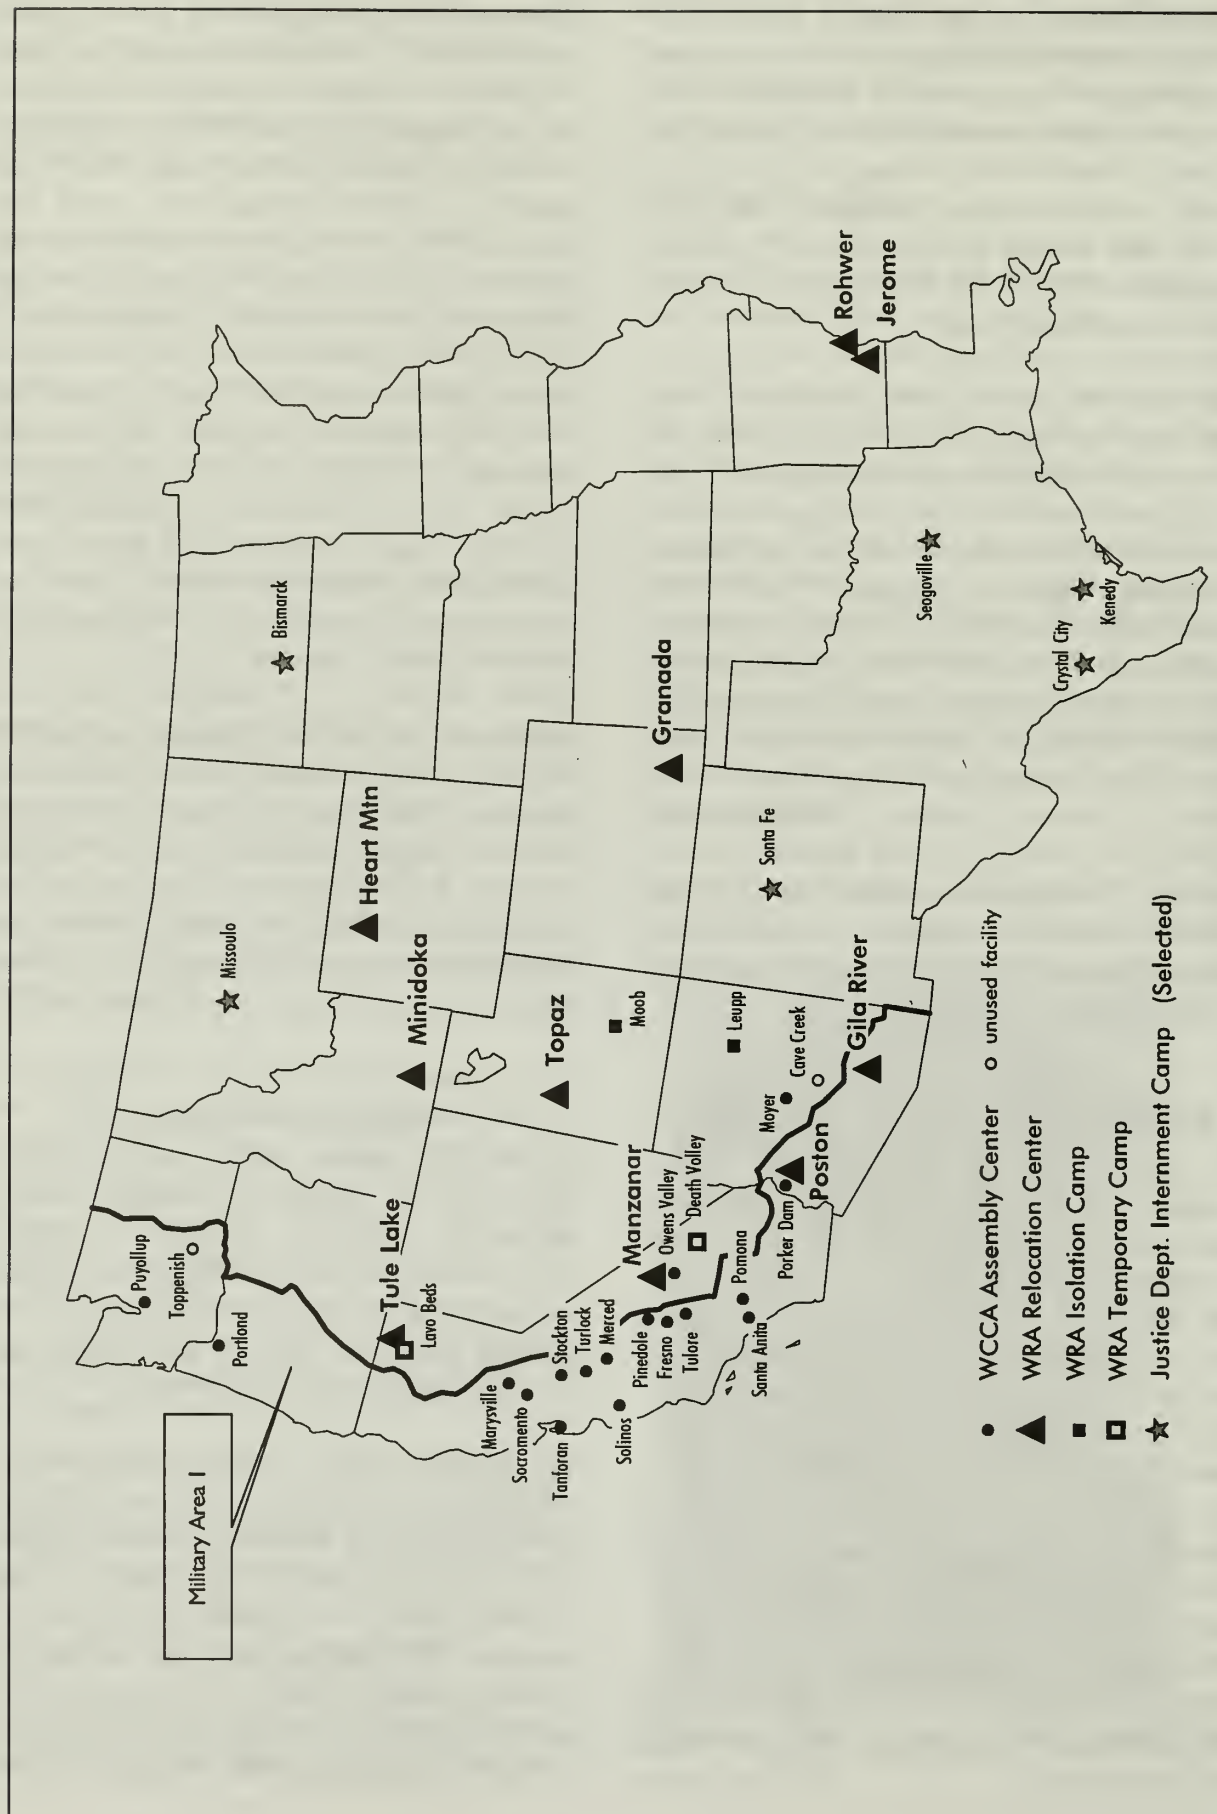 Military Area 1
Puyallup
Toppenish
Portland
Missoula
Bismarck
Tule Lake
Lava Beds
Minidoka
Heart Mtn
Marysville
Sacramento
Tanforan
Stockton
Turlock
Merced
Salinas
Pinedale
Fresno
Tulare
Manzanar
Owens Valley
Death Valley
Pomona
Santa Anita
Topaz
Moab
Leupp
Granada
Rohwer
Jerome
Mayer
Cave Creek
Parker Dam
Poston
Gila River
Santa Fe
Seagoville
Crystal City
Kenedy
WCCA Assembly Center
unused facility
WRA Relocation Center
WRA Isolation Camp
WRA Temporary Camp
Justice Dept. Internment Camp (Selected)